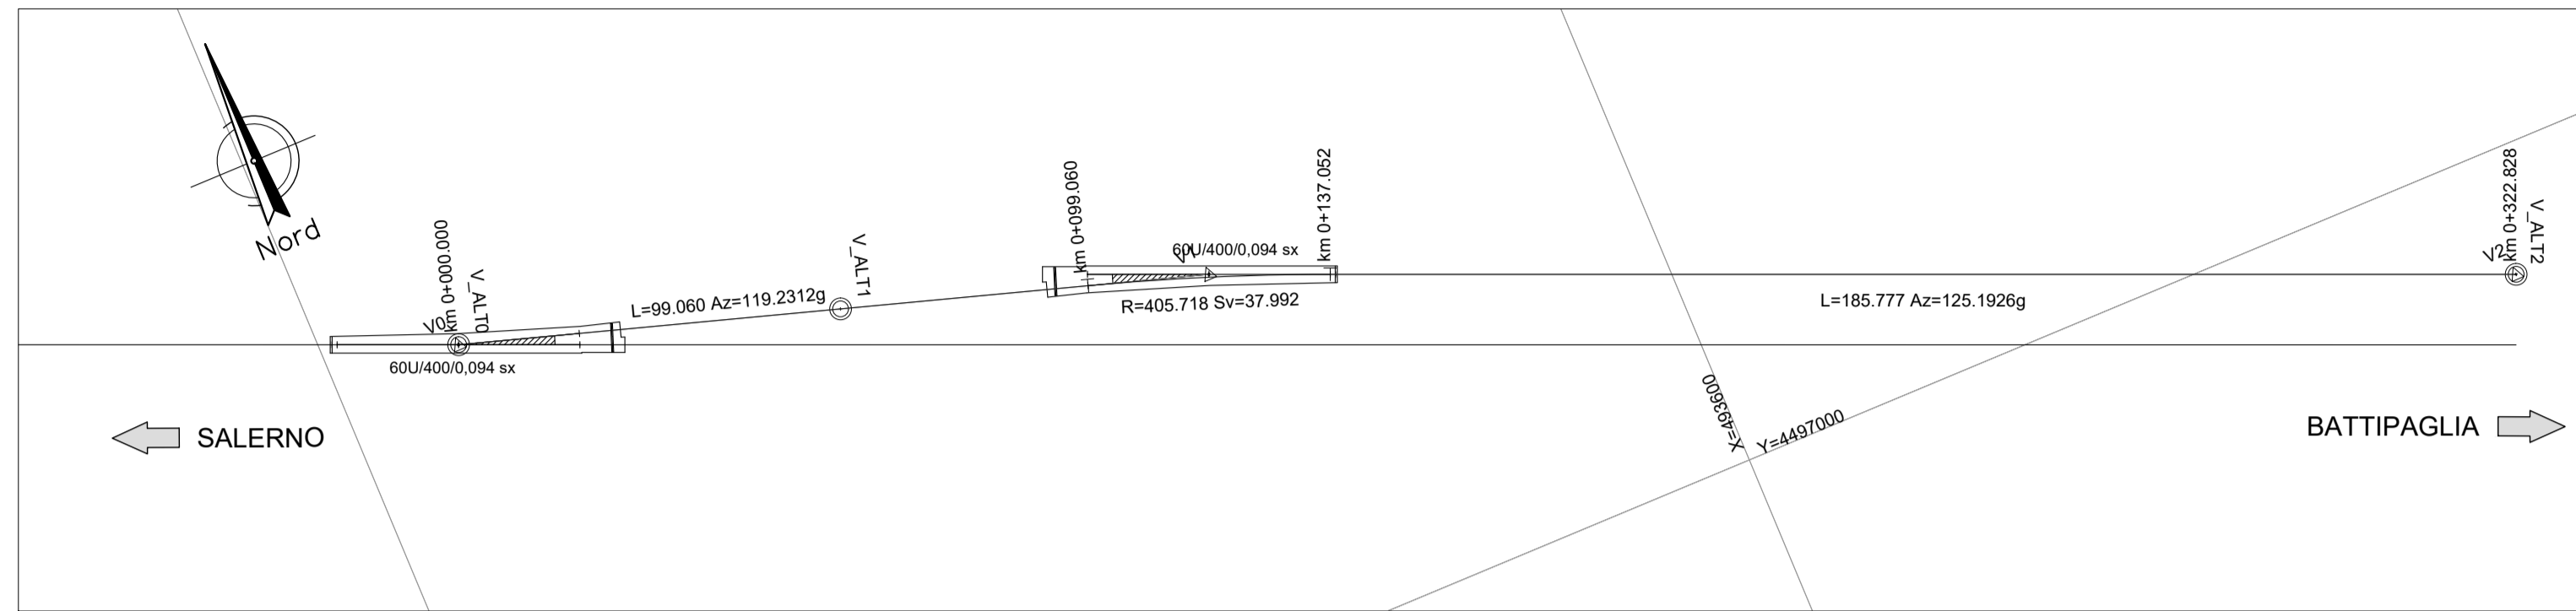 Nord
km 0+000.000
V_ALT0
V0
60U/400/0,094 sx
L=99.060 Az=119.2312g
V_ALT1
km 0+099.060
V1
60U/400/0,094 sx
km 0+137.052
R=405.718 Sv=37.992
L=185.777 Az=125.1926g
V2
km 0+322.828
V_ALT2
X=493600
Y=4497000
SALERNO
BATTIPAGLIA